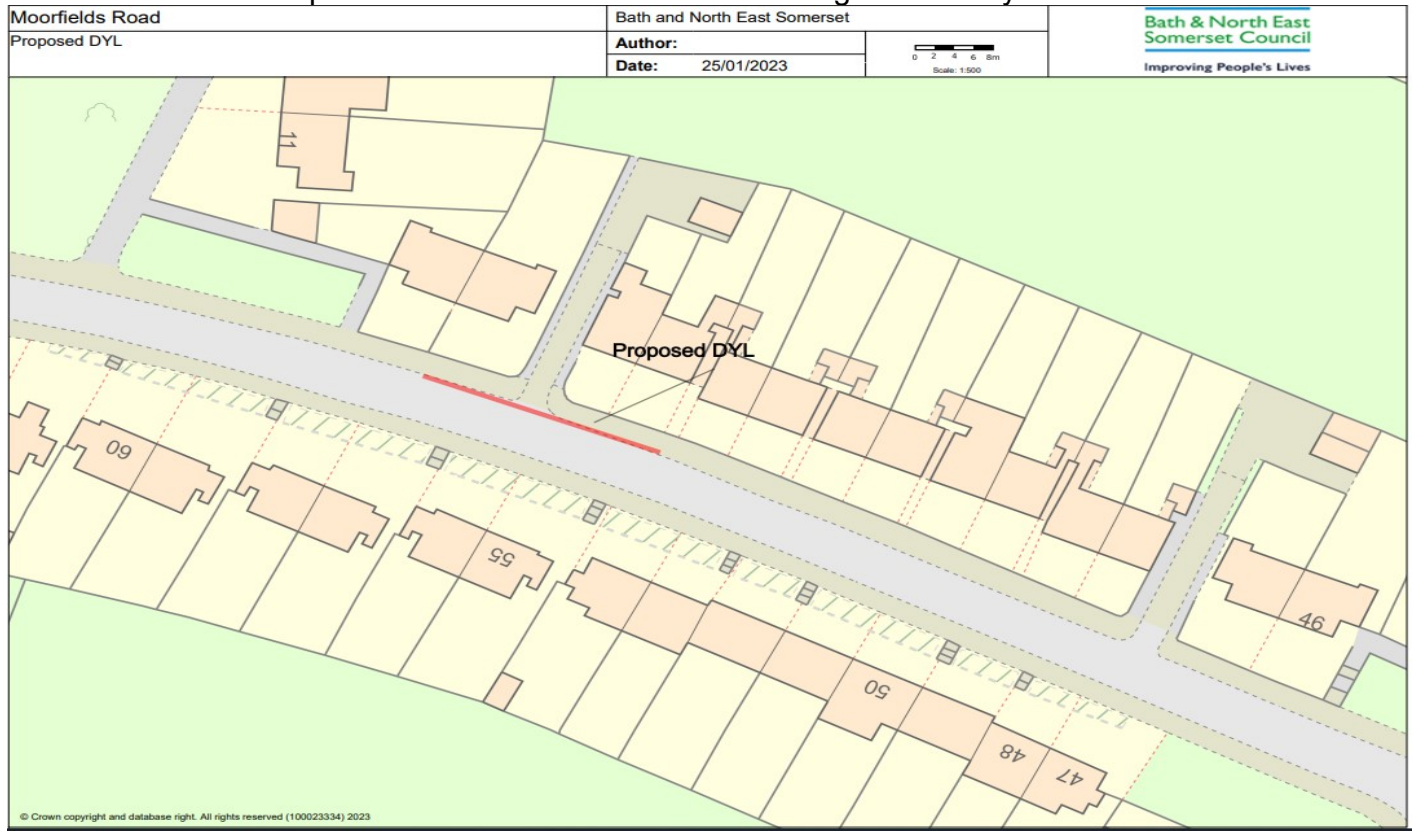 Moorfields Road
Proposed DYL
Bath and North East Somerset
Author:
Date: 25/01/2023
0 2 4 6 8m
Scale: 1:500
Bath & North East
Somerset Council
Improving People's Lives
11
Proposed DYL
60
55
50
48
47
46
© Crown copyright and database right. All rights reserved (100023334) 2023